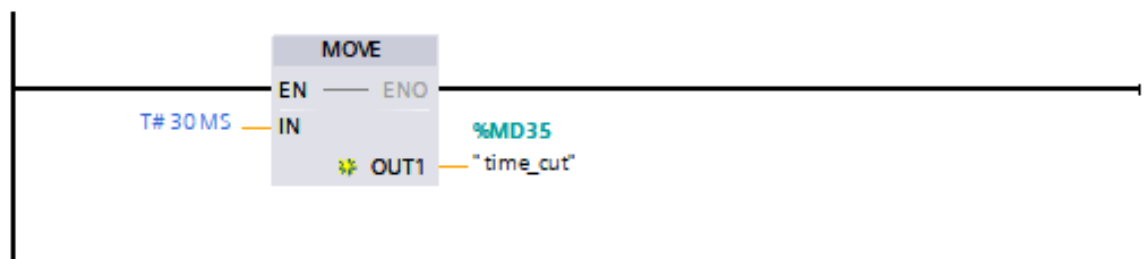 MOVE
EN ENO
T# 30 MS IN
%MD35
OUT1 "time_cut"